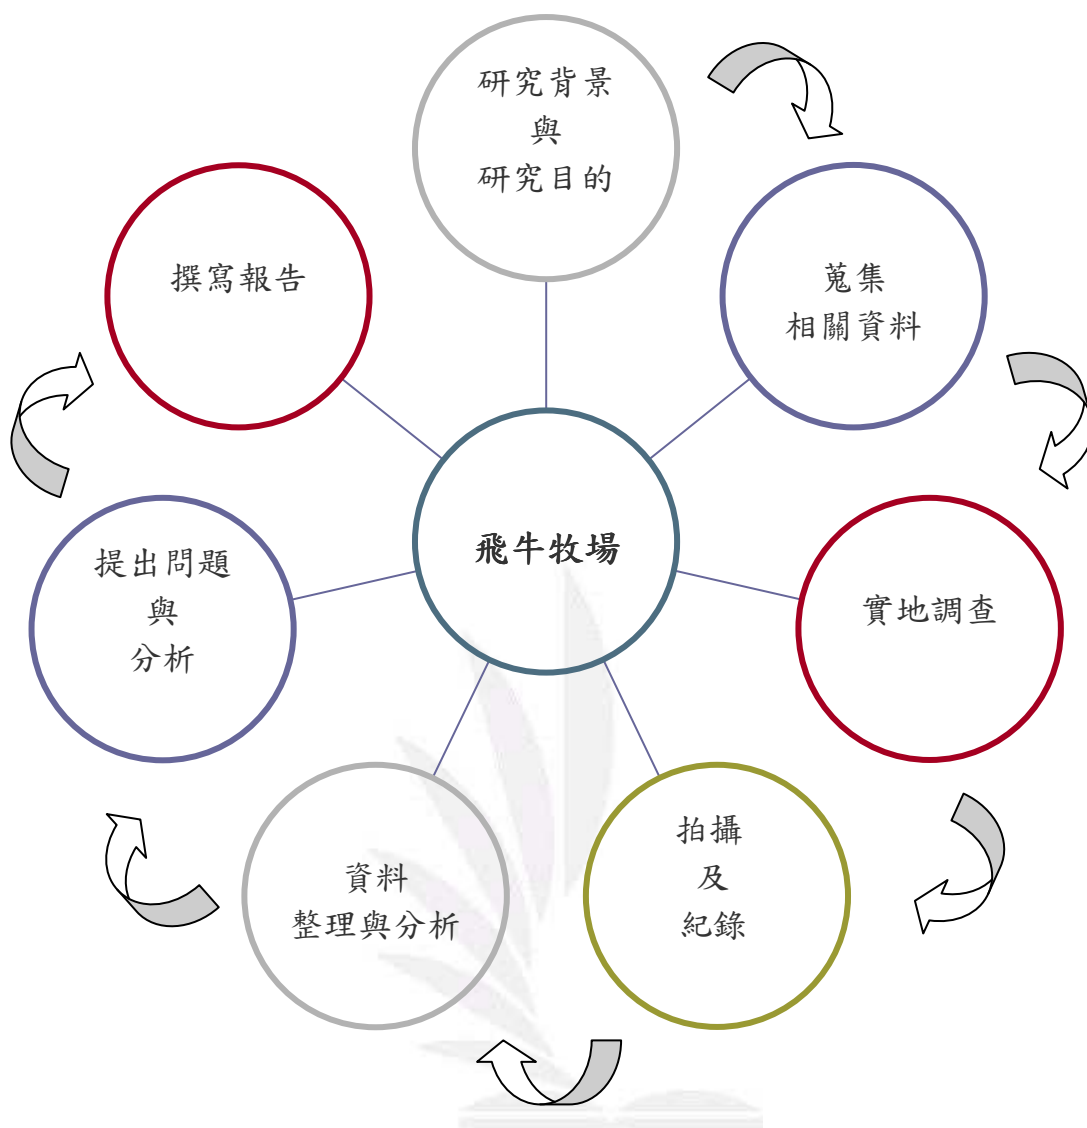 研究背景
與
研究目的
蒐集
相關資料
實地調查
拍攝
及
紀錄
資料
整理與分析
提出問題
與
分析
撰寫報告
飛牛牧場